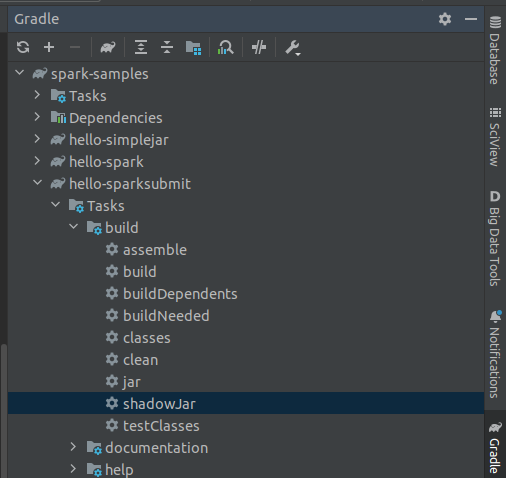 Gradle
spark-samples
Tasks
Dependencies
hello-simplejar
hello-spark
hello-sparksubmit
Tasks
build
assemble
build
buildDependents
buildNeeded
classes
clean
jar
shadowJar
testClasses
documentation
help
Database
SciView
D Big Data Tools
Notifications
Gradle